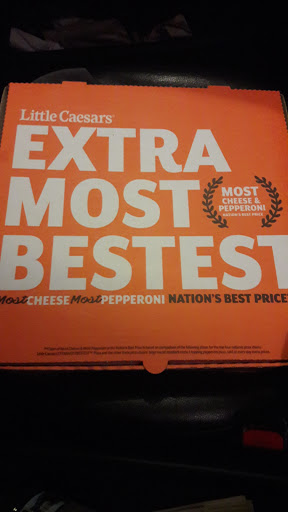 Little Caesars®
EXTRA
MOST
BESTEST
MOST
CHEESE &
PEPPERONI
NATION'S BEST PRICE
Most CHEESE Most PEPPERONI NATION'S BEST PRICE